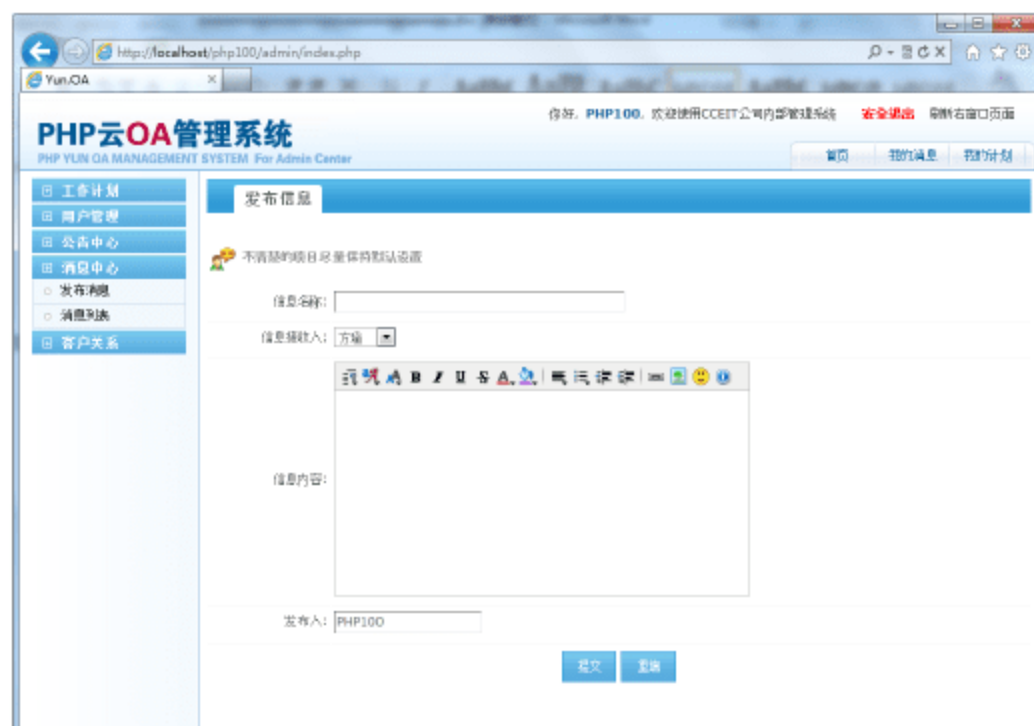 http://localhost/php100/admin/index.php
Yun.OA
你好, PHP100, 欢迎使用CCEIT公司内部管理系统 安全退出 刷新右窗口页面
PHP云OA管理系统
PHP YUN OA MANAGEMENT SYSTEM For Admin Center
首页 我的消息 我的计划
工作计划
用户管理
公告中心
消息中心
发布消息
消息列表
客户关系
发布信息
不清楚的项目尽量保持默认设置
信息名称:
信息接收人: 方瑜
B I U S A
信息内容:
发布人: PHP100
提交 重填